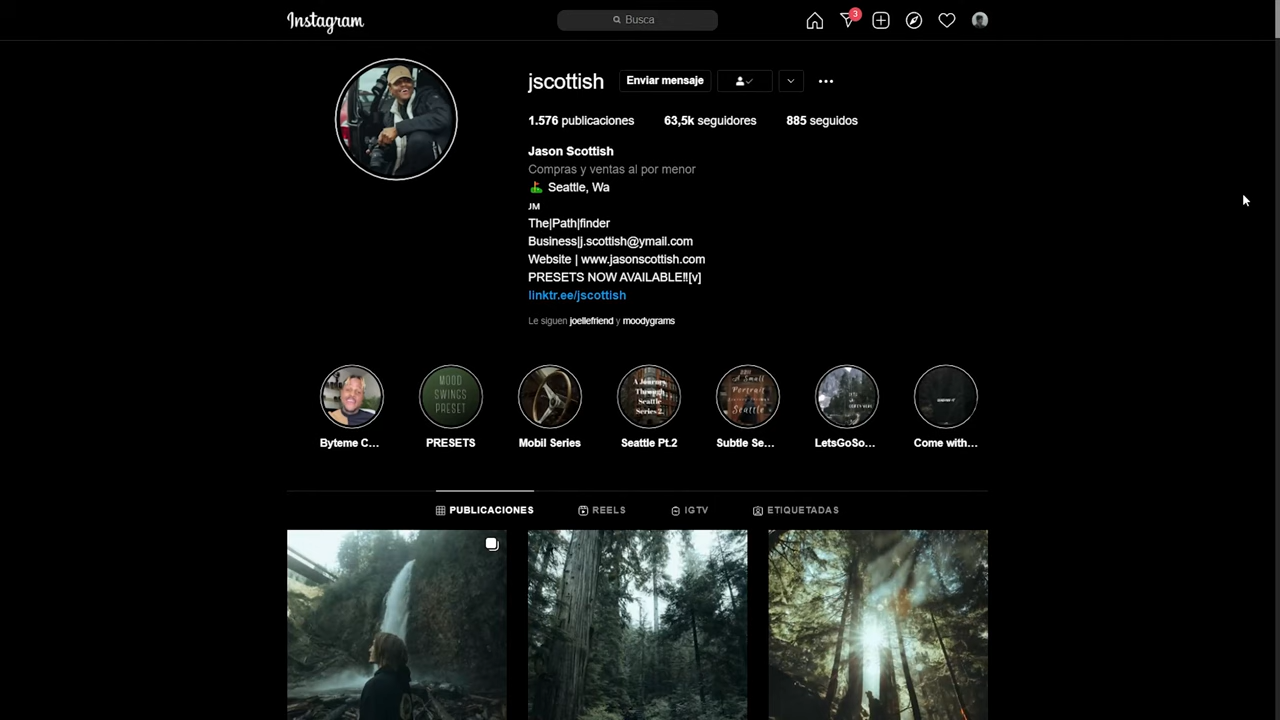 Instagram
Busca
3
jscottish
Enviar mensaje
1.576 publicaciones 63,5k seguidores 885 seguidos
Jason Scottish
Compras y ventas al por menor
⛳ Seattle, Wa
JM
The|Path|finder
Business|j.scottish@ymail.com
Website | www.jasonscottish.com
PRESETS NOW AVAILABLE‼️[v]
linktr.ee/jscottish
Le siguen joellefriend y moodygrams
MOOD
SWINGS
PRESET
A Journey
Through
Seattle
Series 2.
A Small
Portrait
Seattle
Byteme C... PRESETS Mobil Series Seattle Pt.2 Subtle Se... LetsGoSo... Come with...
PUBLICACIONES REELS IGTV ETIQUETADAS